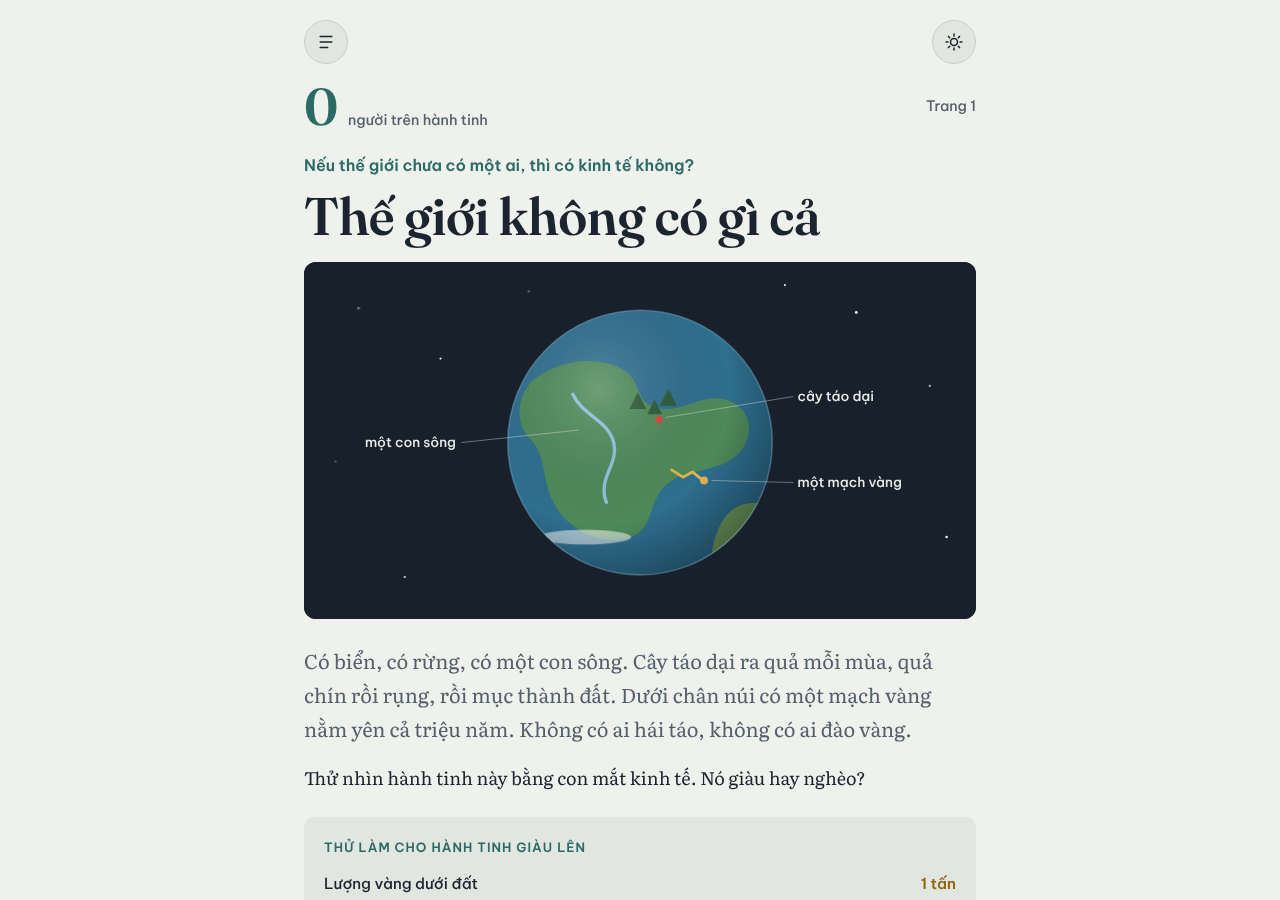 0 người trên hành tinh
Trang 1
Nếu thế giới chưa có một ai, thì có kinh tế không?
Thế giới không có gì cả
cây táo dại
một con sông
một mạch vàng
Có biển, có rừng, có một con sông. Cây táo dại ra quả mỗi mùa, quả
chín rồi rụng, rồi mục thành đất. Dưới chân núi có một mạch vàng
nằm yên cả triệu năm. Không có ai hái táo, không có ai đào vàng.
Thử nhìn hành tinh này bằng con mắt kinh tế. Nó giàu hay nghèo?
THỬ LÀM CHO HÀNH TINH GIÀU LÊN
Lượng vàng dưới đất
1 tấn